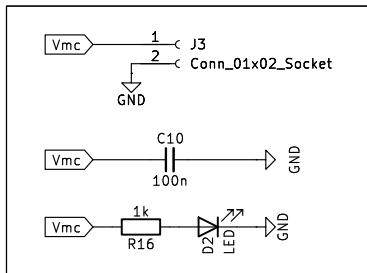 Vmc 1 J3
2 Conn_01x02_Socket
GND
C10
Vmc GND
100n
1k
Vmc D2 LED GND
R16